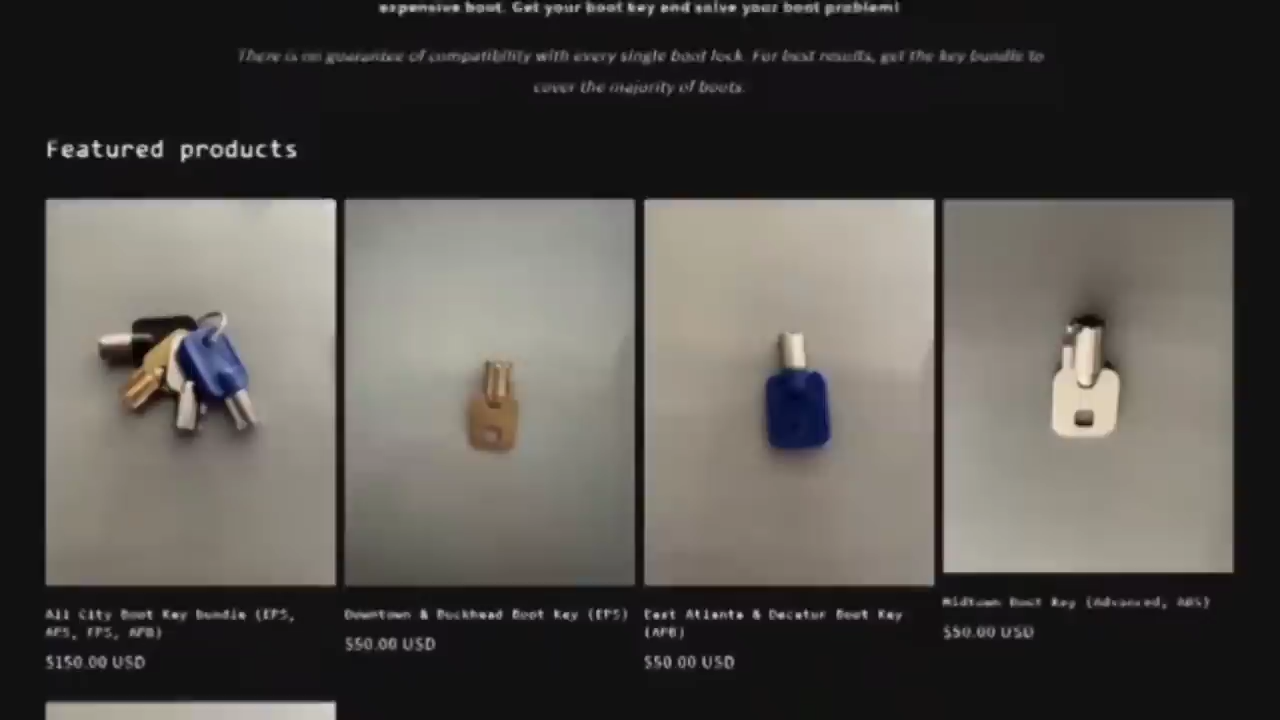 expensive boot. Get your boot key and solve your boot problem!
There is no guarantee of compatibility with every single boot lock. For best results, get the key bundle to
cover the majority of boots.
Featured products
All City Boot Key Bundle (EPS,
APS, FPS, APB)
$150.00 USD
Downtown & Buckhead Boot Key (EPS)
$50.00 USD
East Atlanta & Decatur Boot Key
(APB)
$50.00 USD
Midtown Boot Key (Advanced, ABS)
$50.00 USD